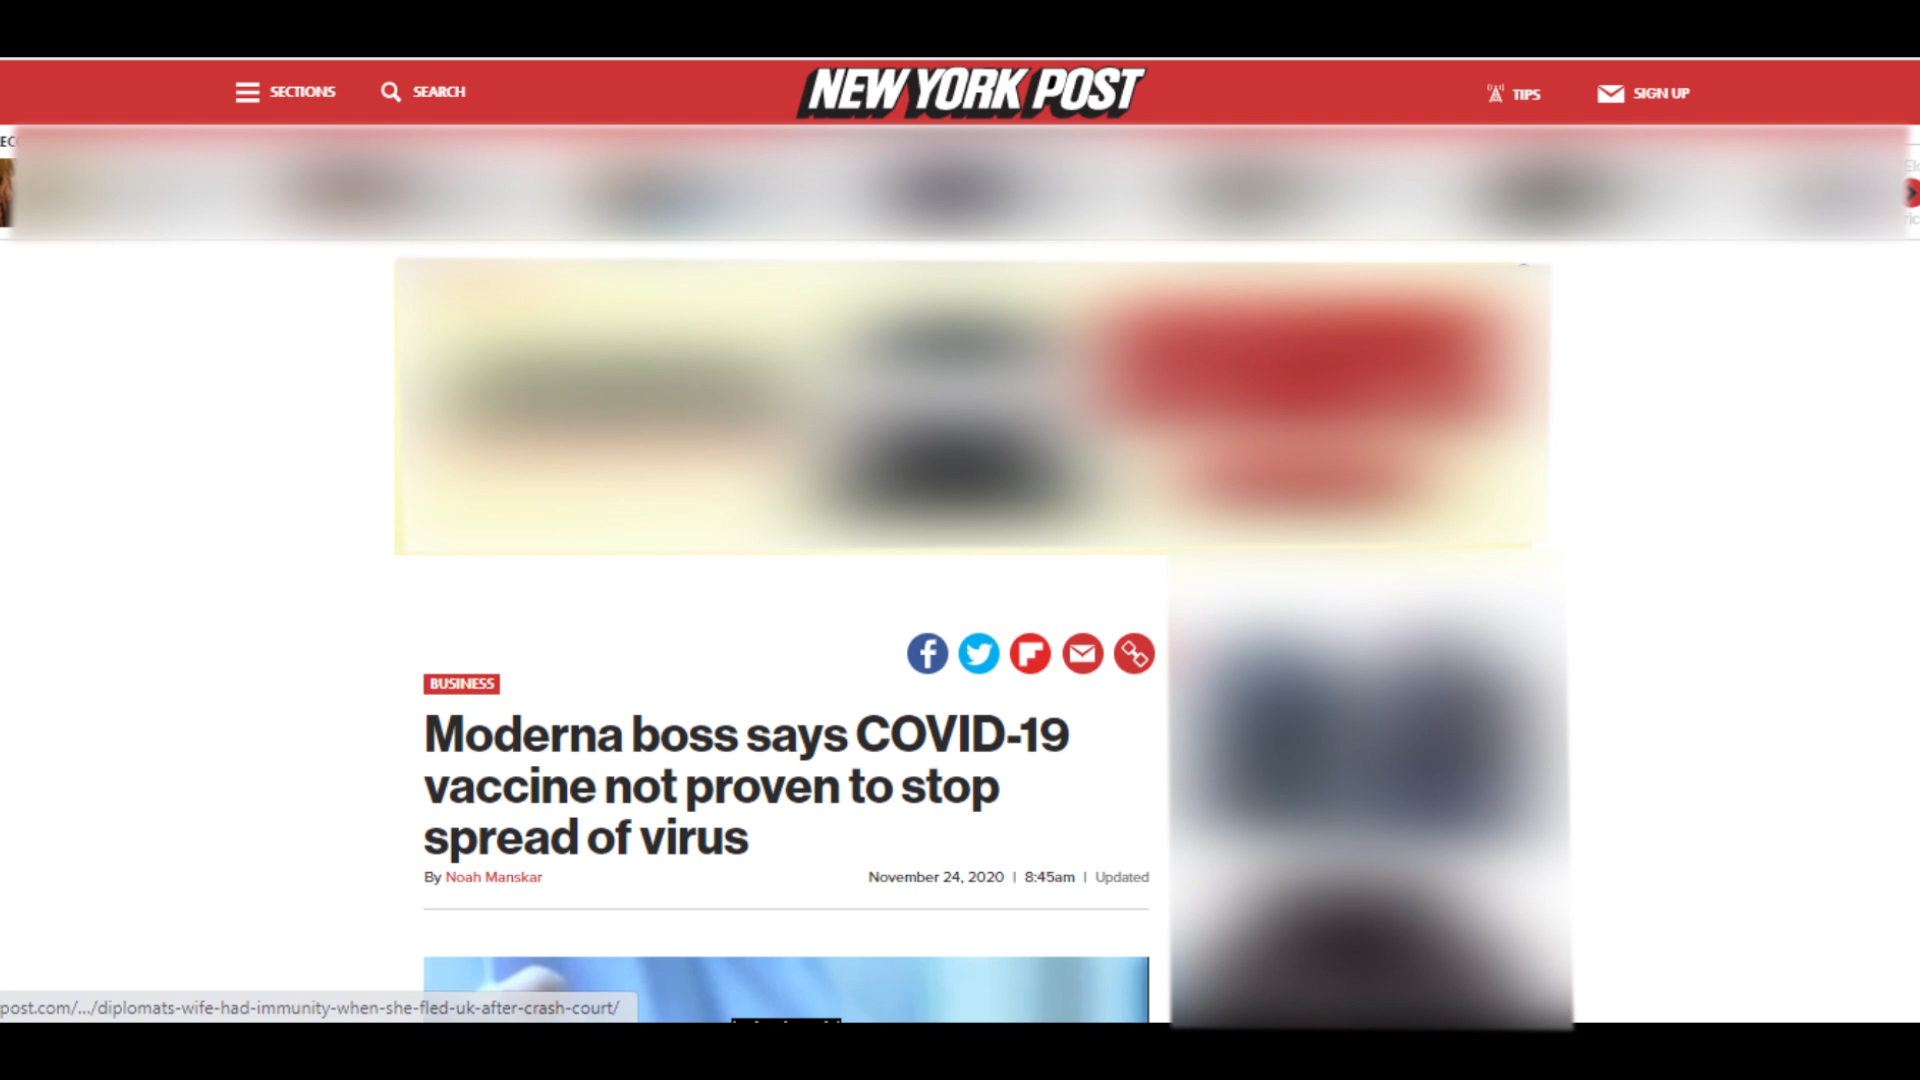 SECTIONS
SEARCH
NEW YORK POST
TIPS
SIGN UP
BUSINESS
Moderna boss says COVID-19
vaccine not proven to stop
spread of virus
By Noah Manskar
November 24, 2020 | 8:45am | Updated
post.com/.../diplomats-wife-had-immunity-when-she-fled-uk-after-crash-court/